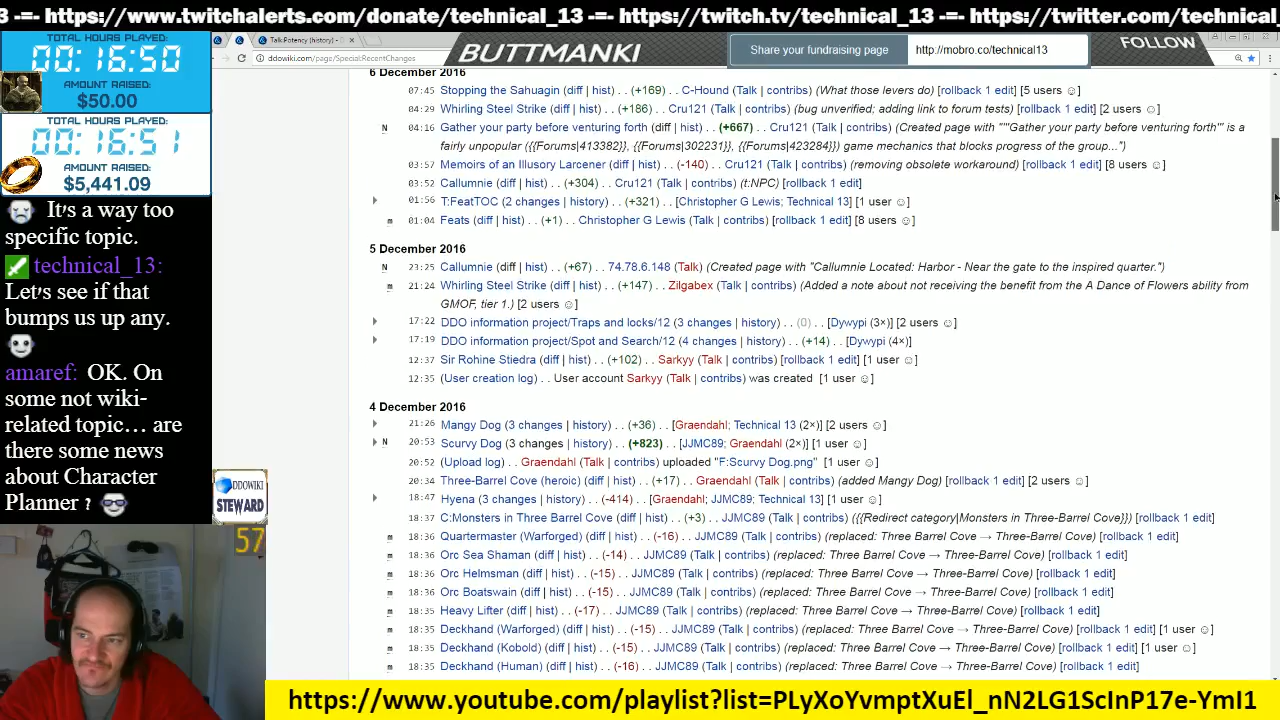 3 -=- https://www.twitchalerts.com/donate/technical_13 -=- https://twitch.tv/technical_13 -=- https://twitter.com/technical
TOTAL HOURS PLAYED:
00:16:50
AMOUNT RAISED:
$50.00
TOTAL HOURS PLAYED:
00:16:51
AMOUNT RAISED:
$5,441.09
It's a way too
specific topic.
technical_13:
Let's see if that
bumps us up any.
amaref: OK. On
some not wiki-
related topic... are
there some news
about Character
Planner ?
DDOWIKI
STEWARD
57
Talk:Potency (history) -
ddowiki.com/page/Special:RecentChanges
BUTTMANKI
Share your fundraising page
http://mobro.co/technical13
FOLLOW
6 December 2016
07:45 Stopping the Sahuagin (diff | hist) . . (+169) . . C-Hound (Talk | contribs) (What those levers do) [rollback 1 edit] [5 users ☺]
04:29 Whirling Steel Strike (diff | hist) . . (+186) . . Cru121 (Talk | contribs) (bug unverified; adding link to forum tests) [rollback 1 edit] [2 users ☺]
N 04:16 Gather your party before venturing forth (diff | hist) . . (+667) . . Cru121 (Talk | contribs) (Created page with "'''Gather your party before venturing forth''' is a
fairly unpopular ({{Forums|413382}}, {{Forums|302231}}, {{Forums|423284}}) game mechanics that blocks progress of the group...")
03:57 Memoirs of an Illusory Larcener (diff | hist) . . (-140) . . Cru121 (Talk | contribs) (removing obsolete workaround) [rollback 1 edit] [8 users ☺]
03:52 Callumnie (diff | hist) . . (+304) . . Cru121 (Talk | contribs) (t:NPC) [rollback 1 edit]
01:56 T:FeatTOC (2 changes | history) . . (+321) . . [Christopher G Lewis; Technical 13] [1 user ☺]
m 01:04 Feats (diff | hist) . . (+1) . . Christopher G Lewis (Talk | contribs) [rollback 1 edit] [8 users ☺]
5 December 2016
N 23:25 Callumnie (diff | hist) . . (+67) . . 74.78.6.148 (Talk) (Created page with "Callumnie Located: Harbor - Near the gate to the inspired quarter.")
m 21:24 Whirling Steel Strike (diff | hist) . . (+147) . . Zilgabex (Talk | contribs) (Added a note about not receiving the benefit from the A Dance of Flowers ability from
GMOF, tier 1.) [2 users ☺]
17:22 DDO information project/Traps and locks/12 (3 changes | history) . . (0) . . [Dywypi (3×)] [2 users ☺]
17:19 DDO information project/Spot and Search/12 (4 changes | history) . . (+14) . . [Dywypi (4×)]
12:37 Sir Rohine Stiedra (diff | hist) . . (+102) . . Sarkyy (Talk | contribs) [rollback 1 edit] [1 user ☺]
12:35 (User creation log) . . User account Sarkyy (Talk | contribs) was created [1 user ☺]
4 December 2016
21:26 Mangy Dog (3 changes | history) . . (+36) . . [Graendahl; Technical 13 (2×)] [2 users ☺]
N 20:53 Scurvy Dog (3 changes | history) . . (+823) . . [JJMC89; Graendahl (2×)] [1 user ☺]
20:52 (Upload log) . . Graendahl (Talk | contribs) uploaded "F:Scurvy Dog.png" [1 user ☺]
20:34 Three-Barrel Cove (heroic) (diff | hist) . . (+17) . . Graendahl (Talk | contribs) (added Mangy Dog) [rollback 1 edit] [2 users ☺]
18:47 Hyena (3 changes | history) . . (-414) . . [Graendahl; JJMC89; Technical 13] [1 user ☺]
18:37 C:Monsters in Three Barrel Cove (diff | hist) . . (+3) . . JJMC89 (Talk | contribs) ({{Redirect category|Monsters in Three-Barrel Cove}}) [rollback 1 edit]
m 18:36 Quartermaster (Warforged) (diff | hist) . . (-16) . . JJMC89 (Talk | contribs) (replaced: Three Barrel Cove → Three-Barrel Cove) [rollback 1 edit]
m 18:36 Orc Sea Shaman (diff | hist) . . (-14) . . JJMC89 (Talk | contribs) (replaced: Three Barrel Cove → Three-Barrel Cove) [rollback 1 edit]
m 18:36 Orc Helmsman (diff | hist) . . (-15) . . JJMC89 (Talk | contribs) (replaced: Three Barrel Cove → Three-Barrel Cove) [rollback 1 edit]
m 18:36 Orc Boatswain (diff | hist) . . (-15) . . JJMC89 (Talk | contribs) (replaced: Three Barrel Cove → Three-Barrel Cove) [rollback 1 edit]
m 18:35 Heavy Lifter (diff | hist) . . (-17) . . JJMC89 (Talk | contribs) (replaced: Three Barrel Cove → Three-Barrel Cove) [rollback 1 edit]
m 18:35 Deckhand (Warforged) (diff | hist) . . (-15) . . JJMC89 (Talk | contribs) (replaced: Three Barrel Cove → Three-Barrel Cove) [rollback 1 edit] [1 user ☺]
m 18:35 Deckhand (Kobold) (diff | hist) . . (-15) . . JJMC89 (Talk | contribs) (replaced: Three Barrel Cove → Three-Barrel Cove) [rollback 1 edit] [1 user ☺]
m 18:35 Deckhand (Human) (diff | hist) . . (-16) . . JJMC89 (Talk | contribs) (replaced: Three Barrel Cove → Three-Barrel Cove) [rollback 1 edit]
https://www.youtube.com/playlist?list=PLyXoYvmptXuEl_nN2LG1ScInP17e-YmI1